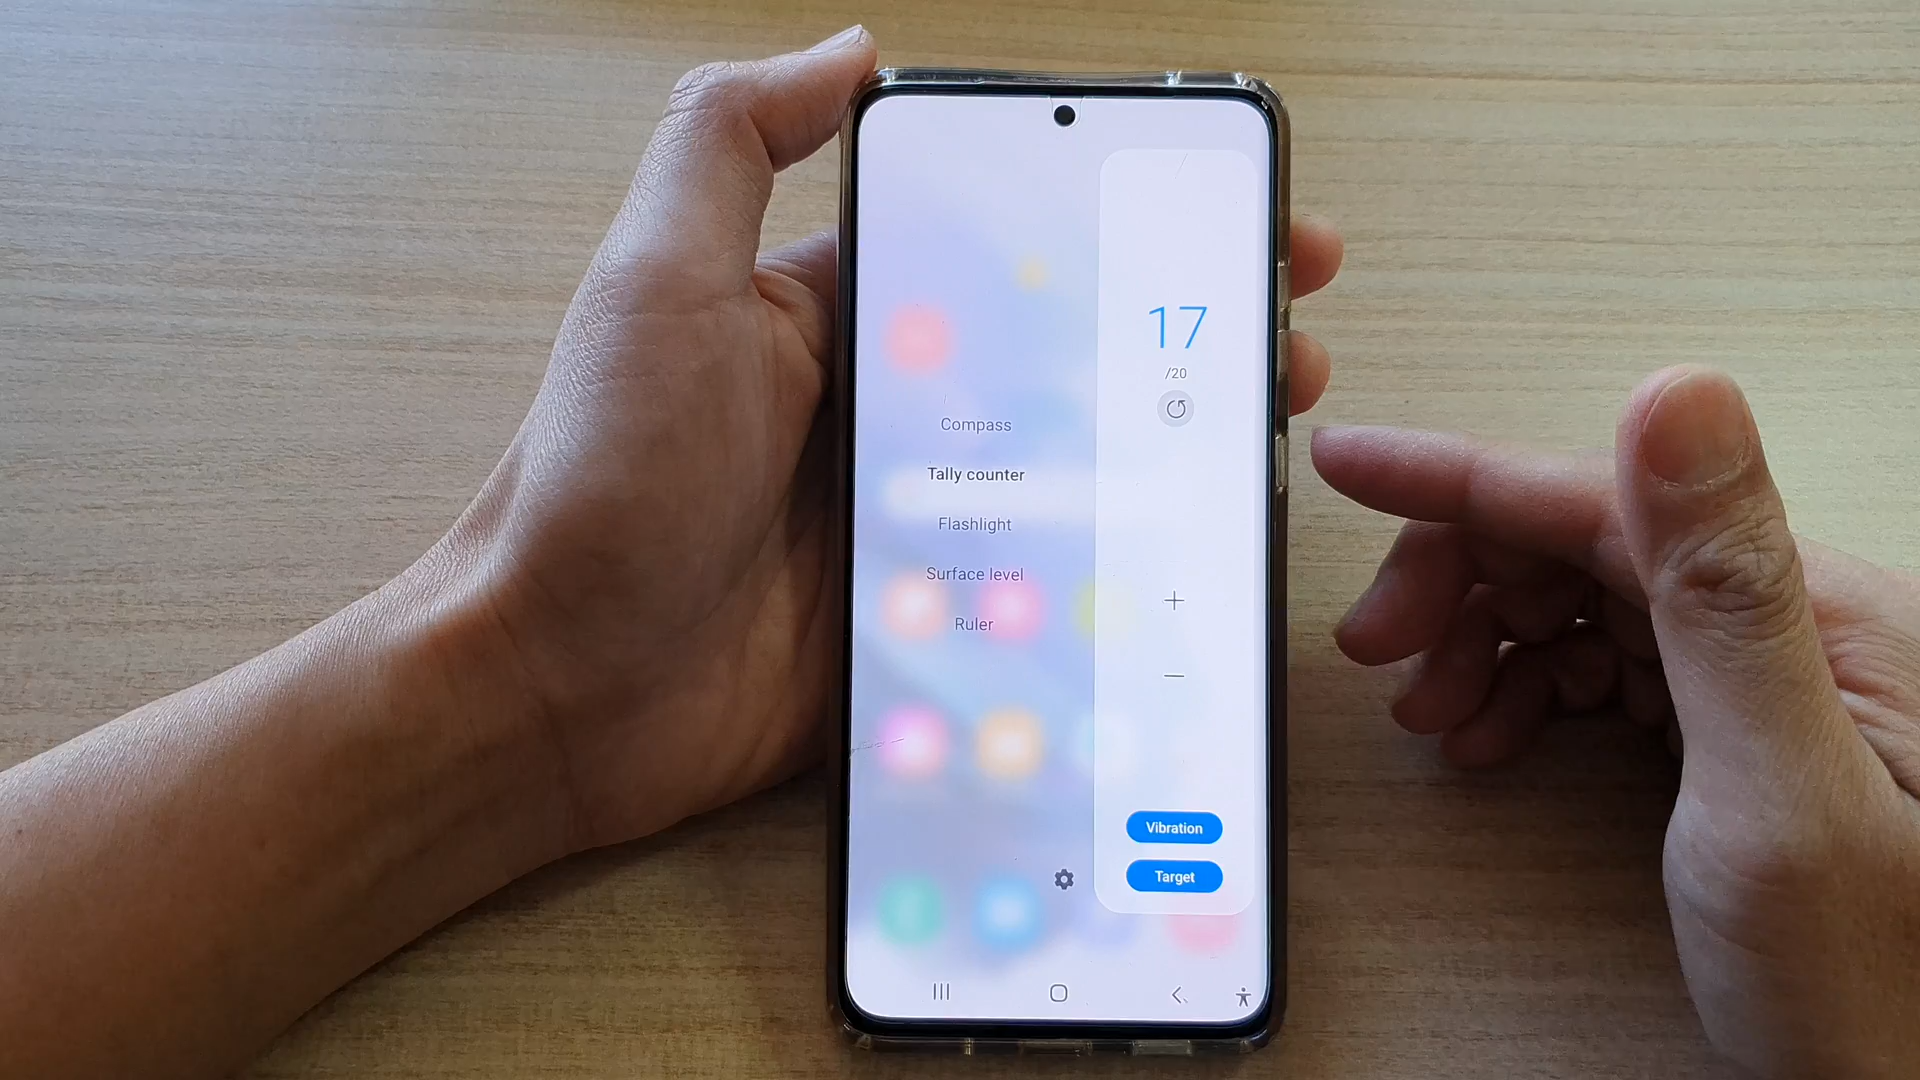 17
/20
Compass
Tally counter
Flashlight
Surface level
Ruler
+
−
Vibration
Target